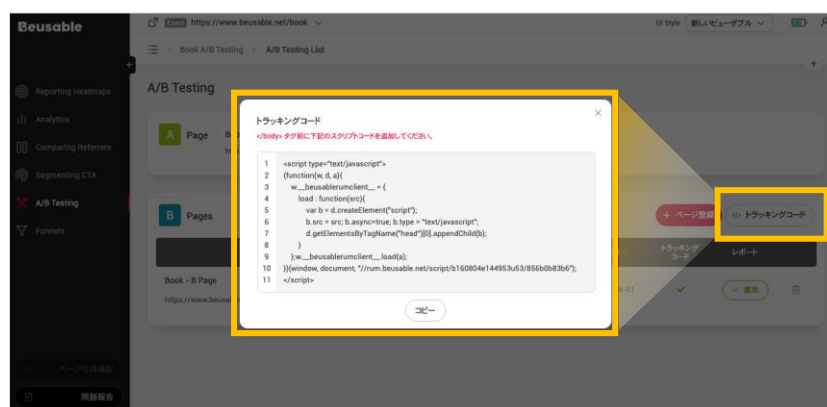 Beusable
Event https://www.beusable.net/book
UI Style 新しいビューザブル
Book A/B Testing A/B Testing List
Reporting Heatmaps
Analytics
Comparing Referrers
Segmenting CTA
A/B Testing
Funnels
A/B Testing
A Page
B Pages
+ ページ登録
</> トラッキングコード
トラッキング
コード
レポート
Book - B Page
https://www.beusa
→ 表示
トラッキングコード
</body> タグ前に下記のスクリプトコードを追加してください。
1 <script type="text/javascript">
2 (function(w, d, a){
3 w.__beusablerumclient__ = {
4 load : function(src){
5 var b = d.createElement("script");
6 b.src = src; b.async=true; b.type = "text/javascript";
7 d.getElementsByTagName("head")[0].appendChild(b);
8 }
9 };w.__beusablerumclient__.load(a);
10 })(window, document, "//rum.beusable.net/script/b160804e144953u53/856b0b83b6");
11 </script>
コピー
問題報告